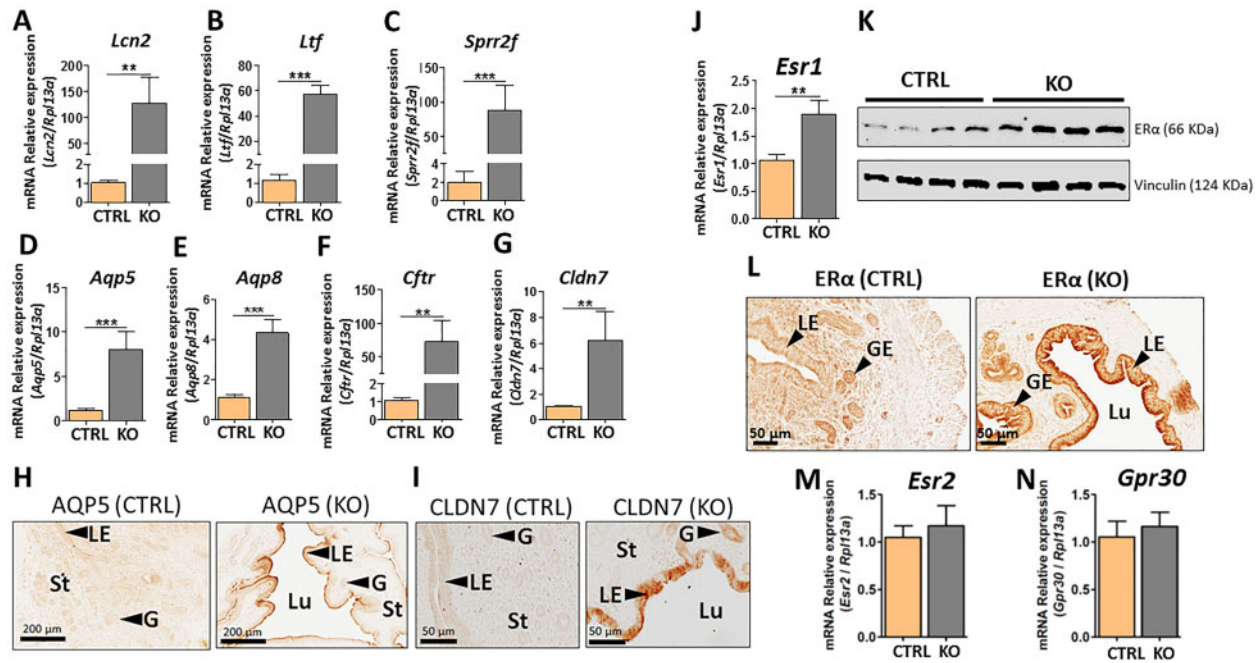 A
Lcn2
mRNA Relative expression
(Lcn2/Rpl13a)
200
150
100
50
2
1
0
**
CTRL KO
B
Ltf
mRNA Relative expression
(Ltf/Rpl13a)
80
60
40
20
2
1
0
***
CTRL KO
C
Sprr2f
mRNA Relative expression
(Sprr2f/Rpl13a)
150
100
50
4
2
0
***
CTRL KO
D
Aqp5
mRNA Relative expression
(Aqp5/Rpl13a)
15
10
5
0
***
CTRL KO
E
Aqp8
mRNA Relative expression
(Aqp8/Rpl13a)
6
4
2
0
***
CTRL KO
F
Cftr
mRNA Relative expression
(Cftr/Rpl13a)
150
100
50
2
1
0
**
CTRL KO
G
Cldn7
mRNA Relative expression
(Cldn7/Rpl13a)
10
8
6
4
2
0
**
CTRL KO
H
AQP5 (CTRL)
LE
St
G
200 µm
AQP5 (KO)
LE
G
Lu
St
200 µm
I
CLDN7 (CTRL)
G
LE
St
50 µm
CLDN7 (KO)
G
St
LE
Lu
50 µm
J
Esr1
mRNA Relative expression
(Esr1/Rpl13a)
2.5
2.0
1.5
1.0
0.5
0.0
**
CTRL KO
K
CTRL KO
ERα (66 KDa)
Vinculin (124 KDa)
L
ERα (CTRL)
LE
GE
50 µm
ERα (KO)
LE
GE
Lu
50 µm
M
Esr2
mRNA Relative expression
(Esr2 / Rpl13a)
1.5
1.0
0.5
0.0
CTRL KO
N
Gpr30
mRNA Relative expression
(Gpr30 / Rpl13a)
1.5
1.0
0.5
0.0
CTRL KO